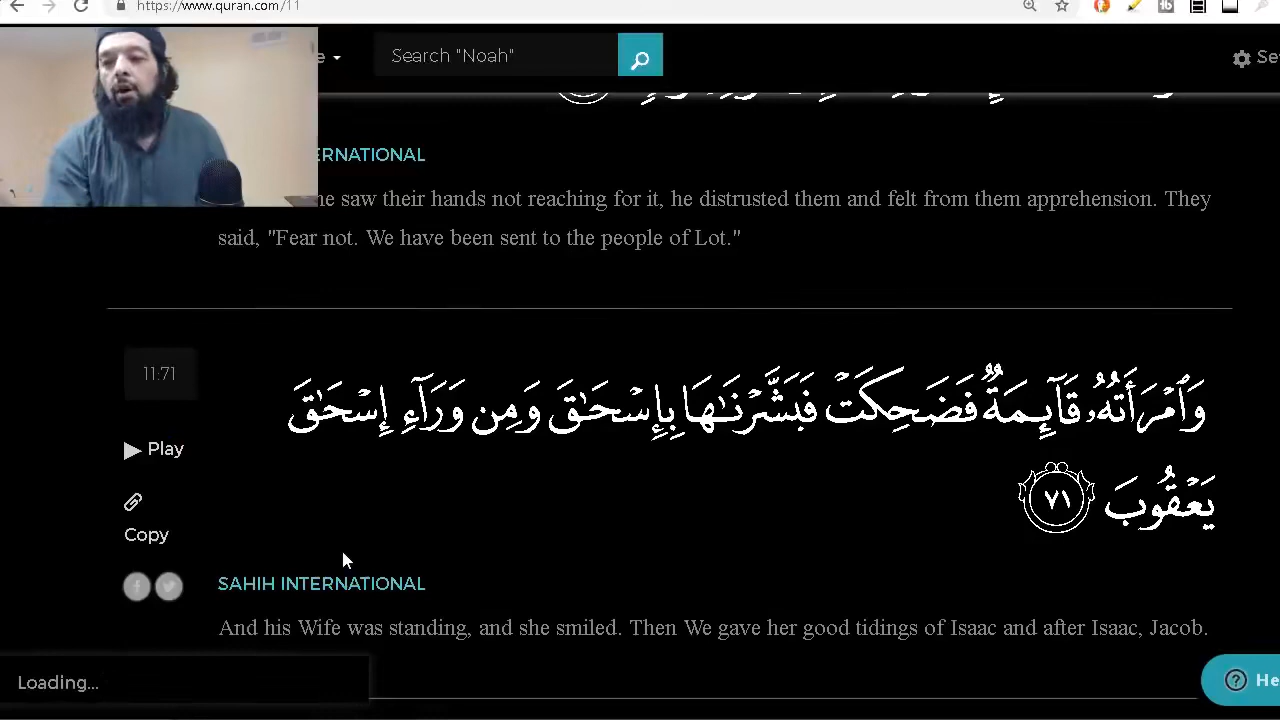 https://www.quran.com/11
Search "Noah"
ERNATIONAL
he saw their hands not reaching for it, he distrusted them and felt from them apprehension. They
said, "Fear not. We have been sent to the people of Lot."
11:71
وَٱمْرَأَتُهُۥ قَآئِمَةٌ فَضَحِكَتْ فَبَشَّرْنَـٰهَا بِإِسْحَـٰقَ وَمِن وَرَآءِ إِسْحَـٰقَ
يَعْقُوبَ ٧١
Play
Copy
SAHIH INTERNATIONAL
And his Wife was standing, and she smiled. Then We gave her good tidings of Isaac and after Isaac, Jacob.
Loading...
He